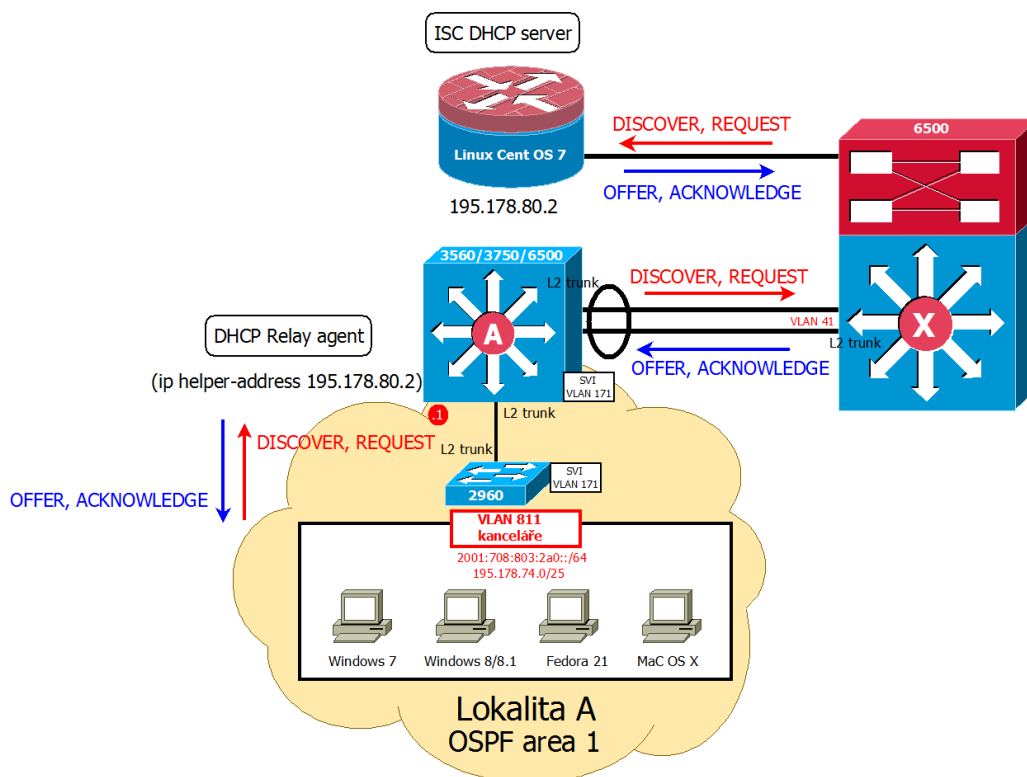 ISC DHCP server
Linux Cent OS 7
195.178.80.2
DISCOVER, REQUEST
OFFER, ACKNOWLEDGE
6500
3560/3750/6500
L2 trunk
A
DISCOVER, REQUEST
VLAN 41
L2 trunk
X
OFFER, ACKNOWLEDGE
DHCP Relay agent
(ip helper-address 195.178.80.2)
SVI
VLAN 171
.1
L2 trunk
DISCOVER, REQUEST
L2 trunk
OFFER, ACKNOWLEDGE
2960
SVI
VLAN 171
VLAN 811
kanceláře
2001:708:803:2a0::/64
195.178.74.0/25
Windows 7
Windows 8/8.1
Fedora 21
MaC OS X
Lokalita A
OSPF area 1